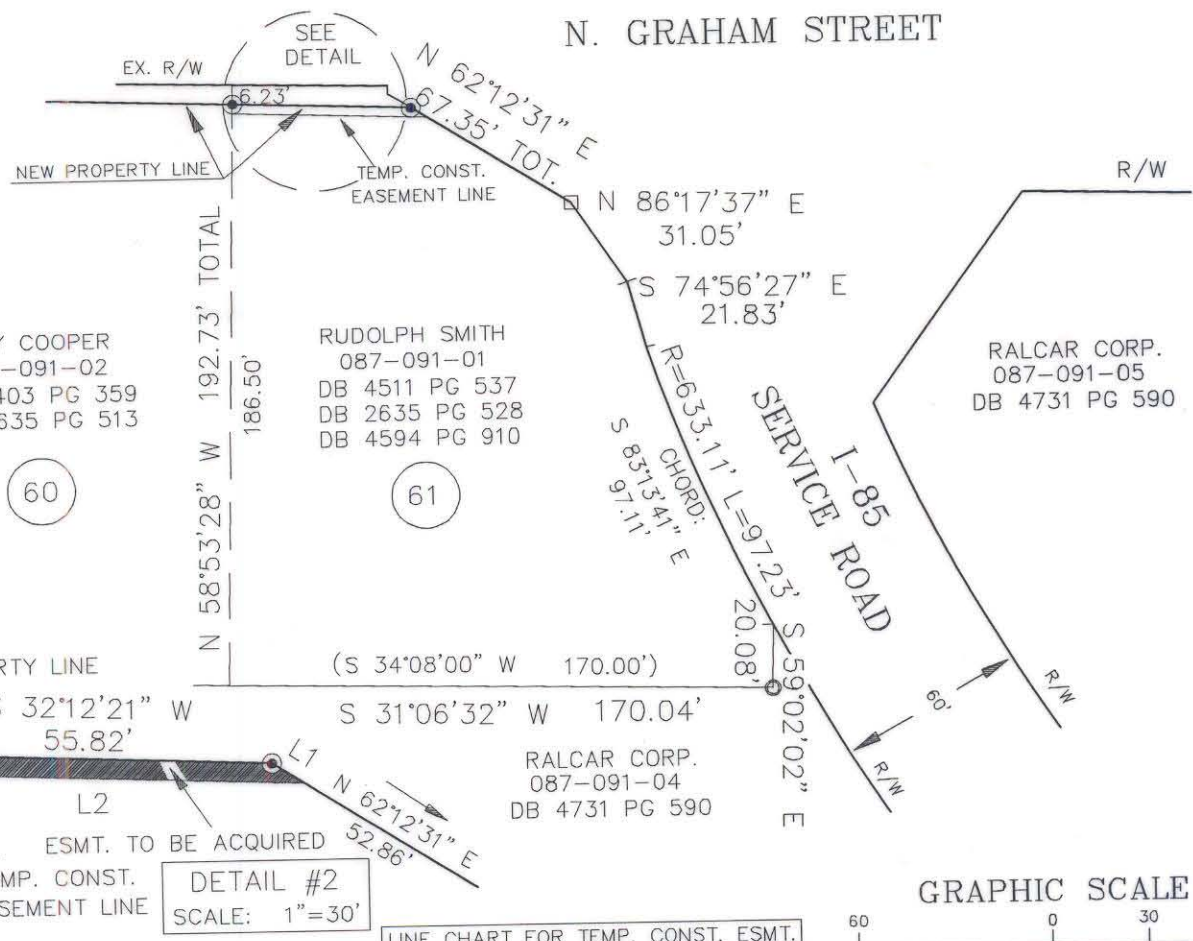 N. GRAHAM STREET
SEE
DETAIL
EX. R/W
6.23'
N 62°12'31" E
67.35' TOT.
NEW PROPERTY LINE
TEMP. CONST.
EASEMENT LINE
R/W
N 86°17'37" E
31.05'
S 74°56'27" E
21.83'
N 58°53'28" W 192.73' TOTAL
186.50'
COOPER
-091-02
403 PG 359
635 PG 513
60
RUDOLPH SMITH
087-091-01
DB 4511 PG 537
DB 2635 PG 528
DB 4594 PG 910
61
R=633.11' L=97.23'
CHORD:
S 83°13'41" E
97.11'
I-85
SERVICE ROAD
RALCAR CORP.
087-091-05
DB 4731 PG 590
20.08'
S 59°02'02" E
60'
R/W
R/W
RTY LINE
(S 34°08'00" W 170.00')
S 32°12'21" W
55.82'
S 31°06'32" W 170.04'
L1
N 62°12'31" E
52.86'
RALCAR CORP.
087-091-04
DB 4731 PG 590
L2
ESMT. TO BE ACQUIRED
MP. CONST.
SEMENT LINE
DETAIL #2
SCALE: 1"=30'
GRAPHIC SCALE
60 0 30
LINE CHART FOR TEMP. CONST. ESMT.